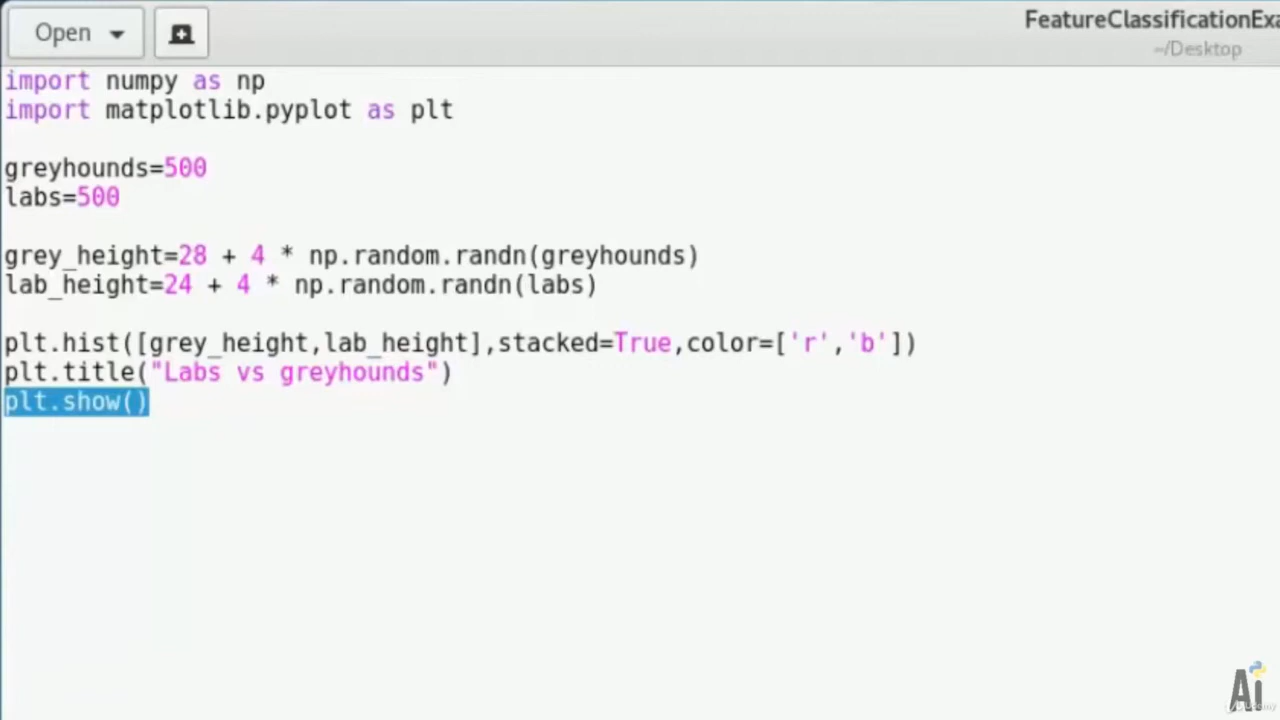 Open
FeatureClassificationExa
~/Desktop
import numpy as np
import matplotlib.pyplot as plt
greyhounds=500
labs=500
grey_height=28 + 4 * np.random.randn(greyhounds)
lab_height=24 + 4 * np.random.randn(labs)
plt.hist([grey_height,lab_height],stacked=True,color=['r','b'])
plt.title("Labs vs greyhounds")
plt.show()
Ai